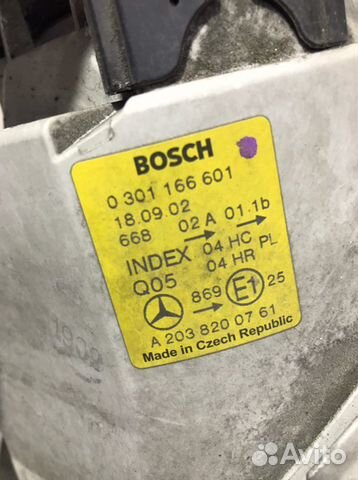 BOSCH
0 301 166 601
18.09.02
668 02 A 01.1b
INDEX 04 HC PL
Q05 04 HR
869 E1 25
A 203 820 07 61
Made in Czech Republic
Avito